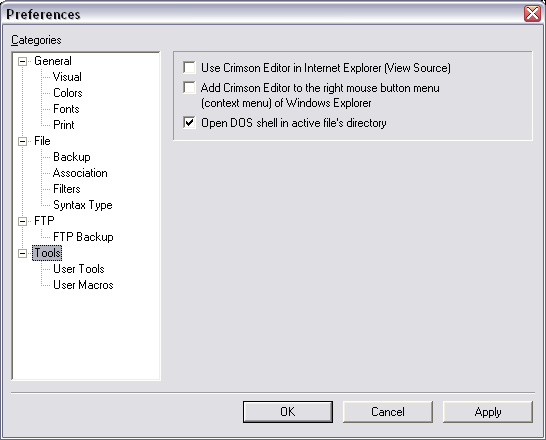 Preferences
Categories
General
Visual
Colors
Fonts
Print
File
Backup
Association
Filters
Syntax Type
FTP
FTP Backup
Tools
User Tools
User Macros
Use Crimson Editor in Internet Explorer (View Source)
Add Crimson Editor to the right mouse button menu
(context menu) of Windows Explorer
Open DOS shell in active file's directory
OK
Cancel
Apply